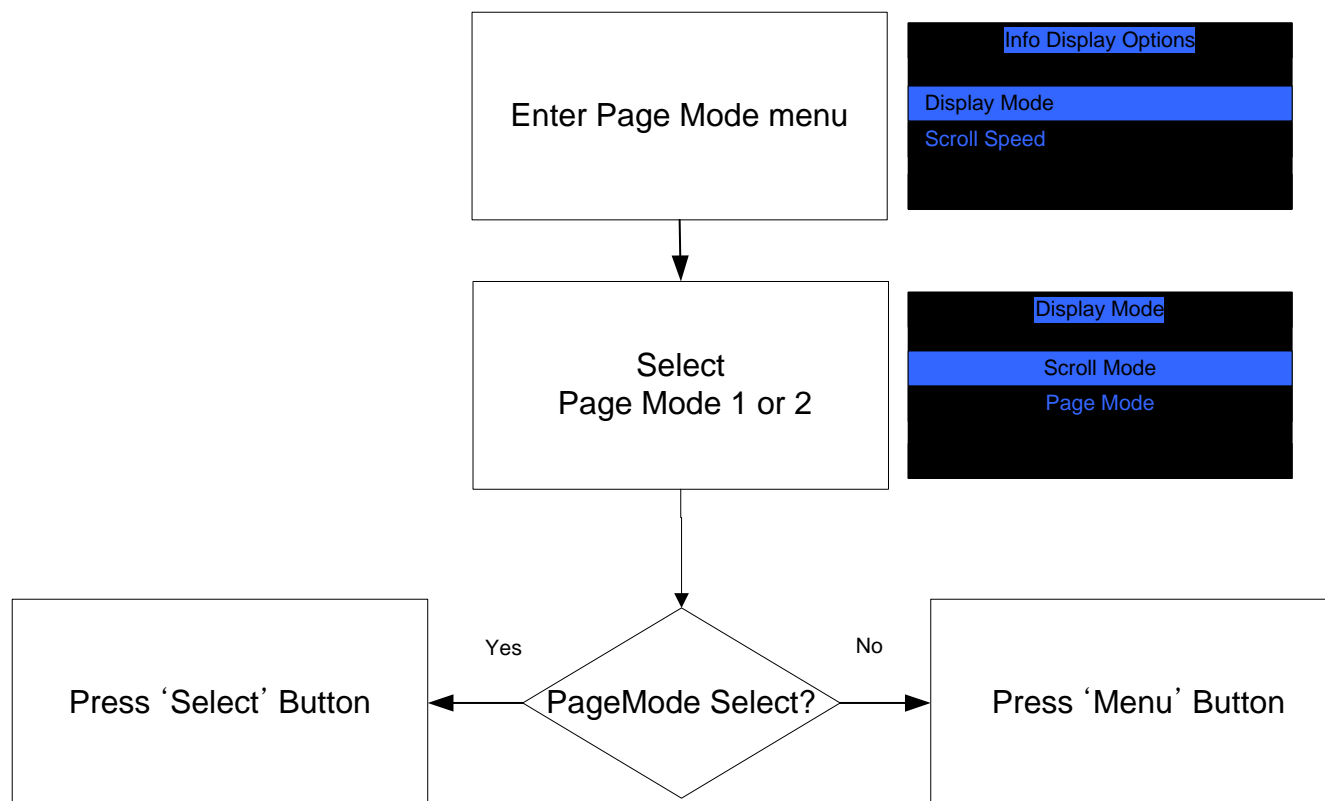 Enter Page Mode menu
Info Display Options
Display Mode
Scroll Speed
Select
Page Mode 1 or 2
Display Mode
Scroll Mode
Page Mode
Yes
No
Press ‘Select’ Button
PageMode Select?
Press ‘Menu’ Button